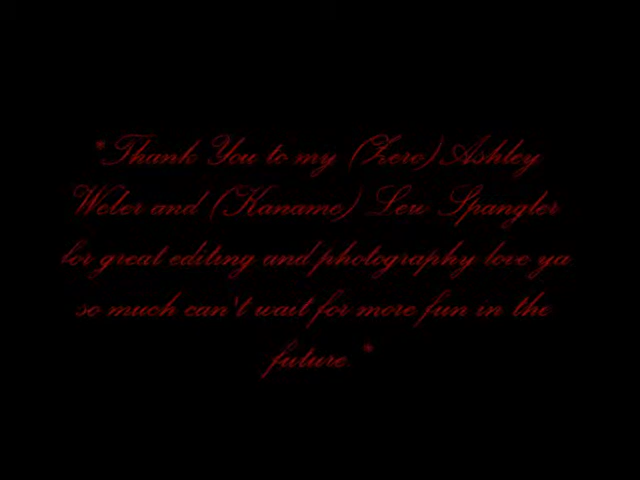 *Thank You to my (Zero) Ashley
Weler and (Kaname) Lew Spangler
for great editing and photography love ya
so much can't wait for more fun in the
future.*